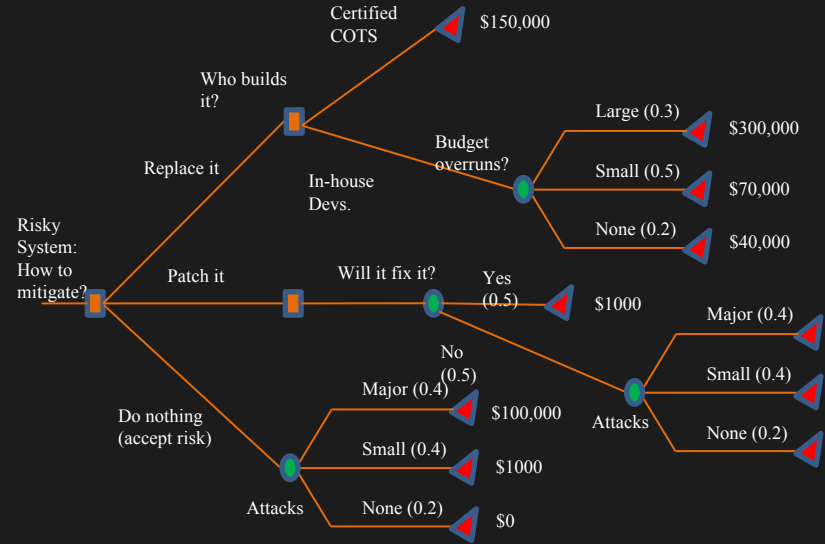 Certified
COTS
$150,000
Who builds
it?
Large (0.3)
$300,000
Budget
overruns?
Replace it
Small (0.5)
$70,000
In-house
Devs.
None (0.2)
$40,000
Risky
System:
How to
mitigate?
Patch it
Will it fix it?
Yes
(0.5)
$1000
Major (0.4)
No
(0.5)
Small (0.4)
Major (0.4)
$100,000
Do nothing
(accept risk)
Attacks
None (0.2)
Small (0.4)
$1000
Attacks
None (0.2)
$0